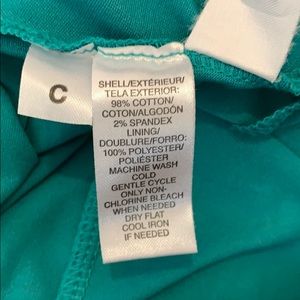 C
SHELL/EXTÉRIEUR/
TELA EXTERIOR:
98% COTTON/
COTON/ALGODÓN
2% SPANDEX
LINING/
DOUBLURE/FORRO:
100% POLYESTER/
POLIÉSTER
MACHINE WASH
COLD
GENTLE CYCLE
ONLY NON-
CHLORINE BLEACH
WHEN NEEDED
DRY FLAT
COOL IRON
IF NEEDED